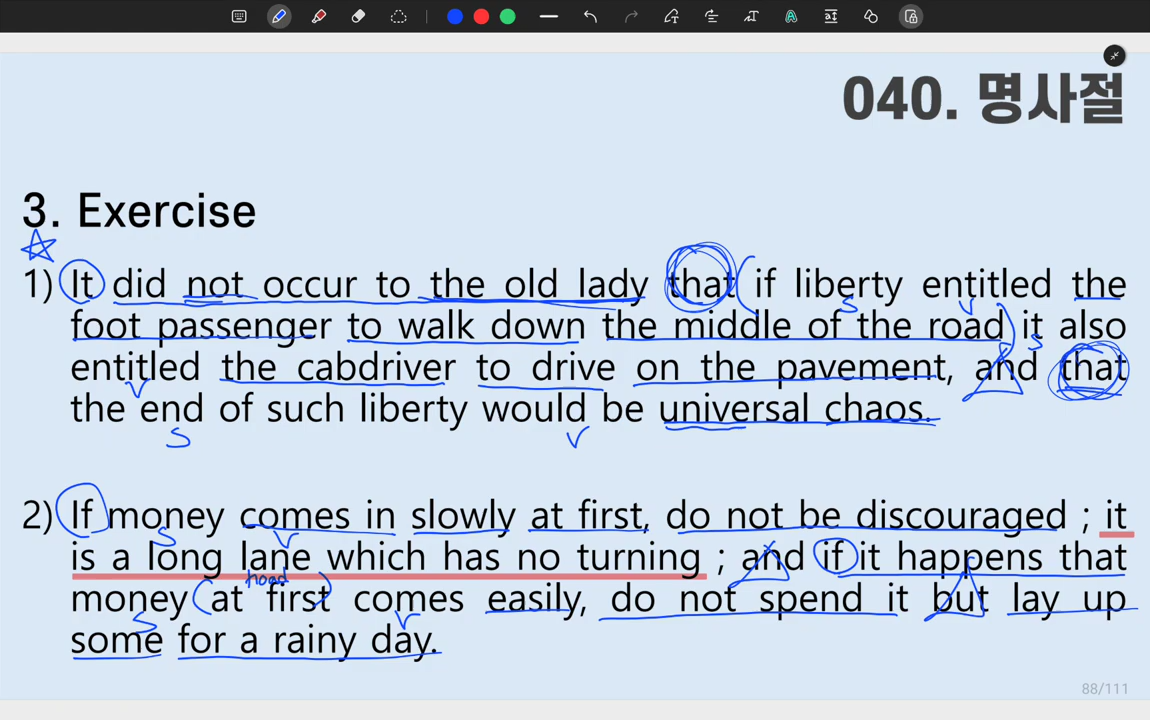 040. 명사절
3. Exercise
1) It did not occur to the old lady that if liberty entitled the
s v
foot passenger to walk down the middle of the road it also
s
entitled the cabdriver to drive on the pavement, and that
v
the end of such liberty would be universal chaos.
s v
2) If money comes in slowly at first, do not be discouraged ; it
s v
is a long lane which has no turning ; and if it happens that
money at first comes easily, do not spend it but lay up
s v
some for a rainy day.
88/111